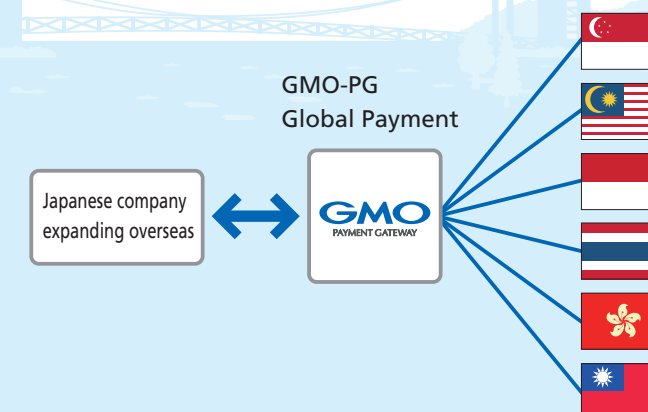 GMO-PG
Global Payment
Japanese company
expanding overseas
GMO
PAYMENT GATEWAY